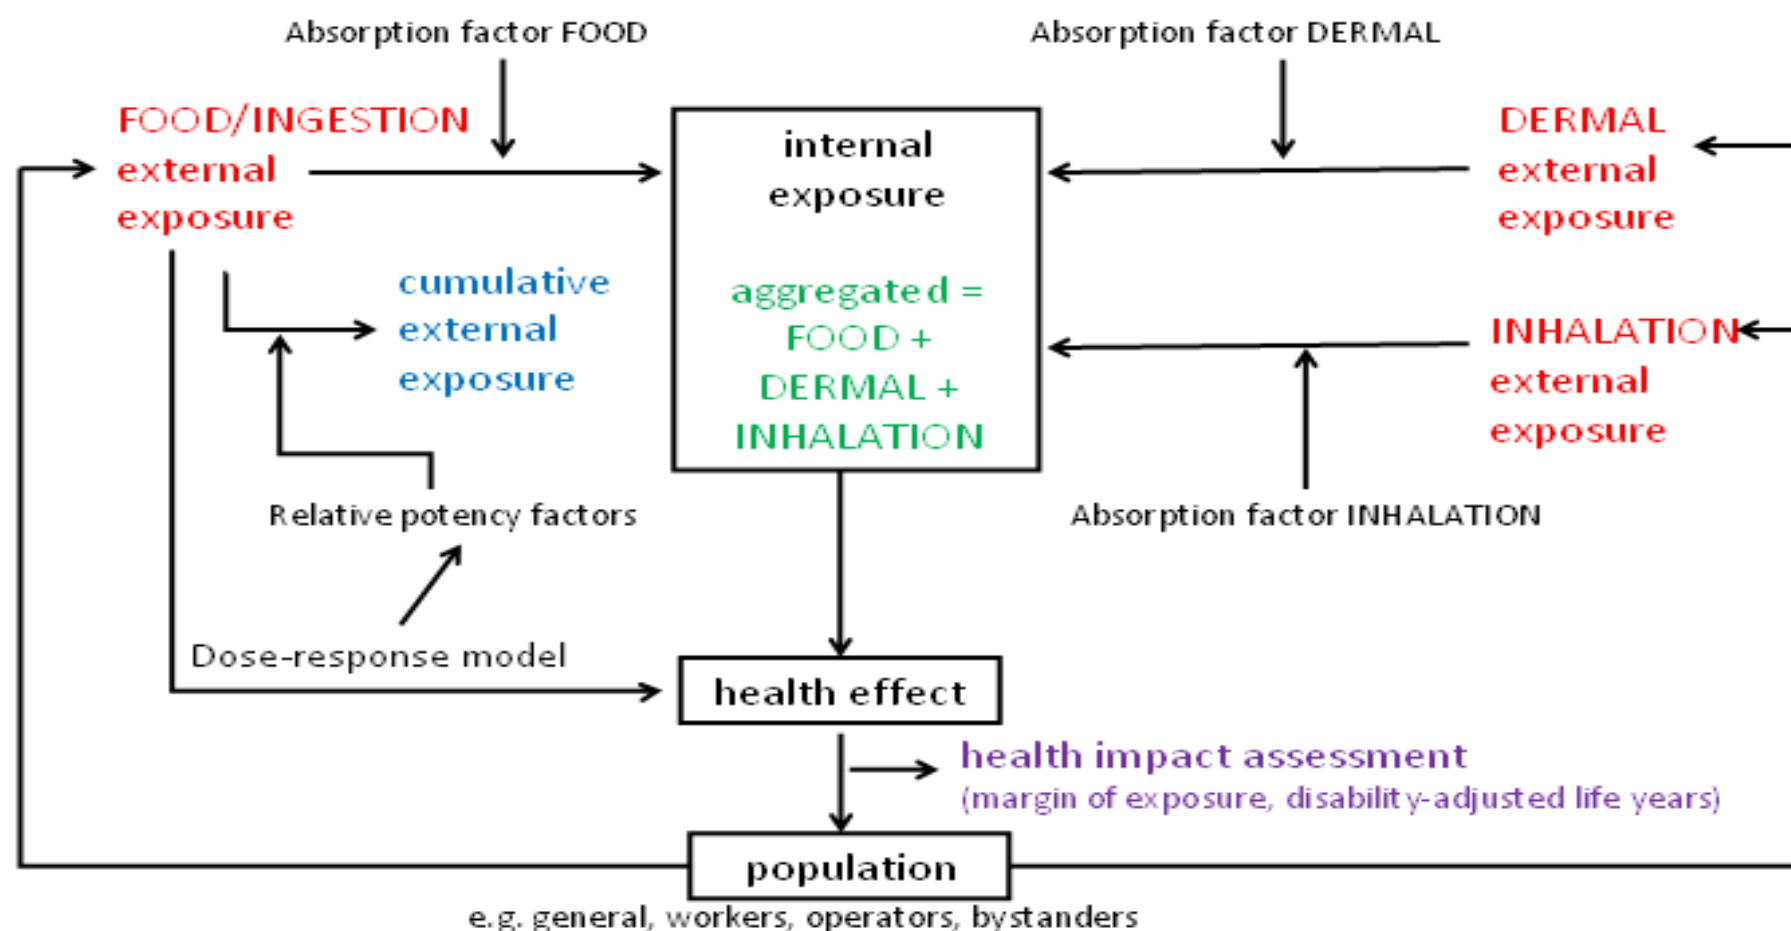 Absorption factor FOOD
Absorption factor DERMAL
FOOD/INGESTION
external
exposure
internal
exposure
DERMAL
external
exposure
cumulative
external
exposure
aggregated =
FOOD +
DERMAL +
INHALATION
INHALATION
external
exposure
Relative potency factors
Absorption factor INHALATION
Dose-response model
health effect
health impact assessment
(margin of exposure, disability-adjusted life years)
population
e.g. general, workers, operators, bystanders